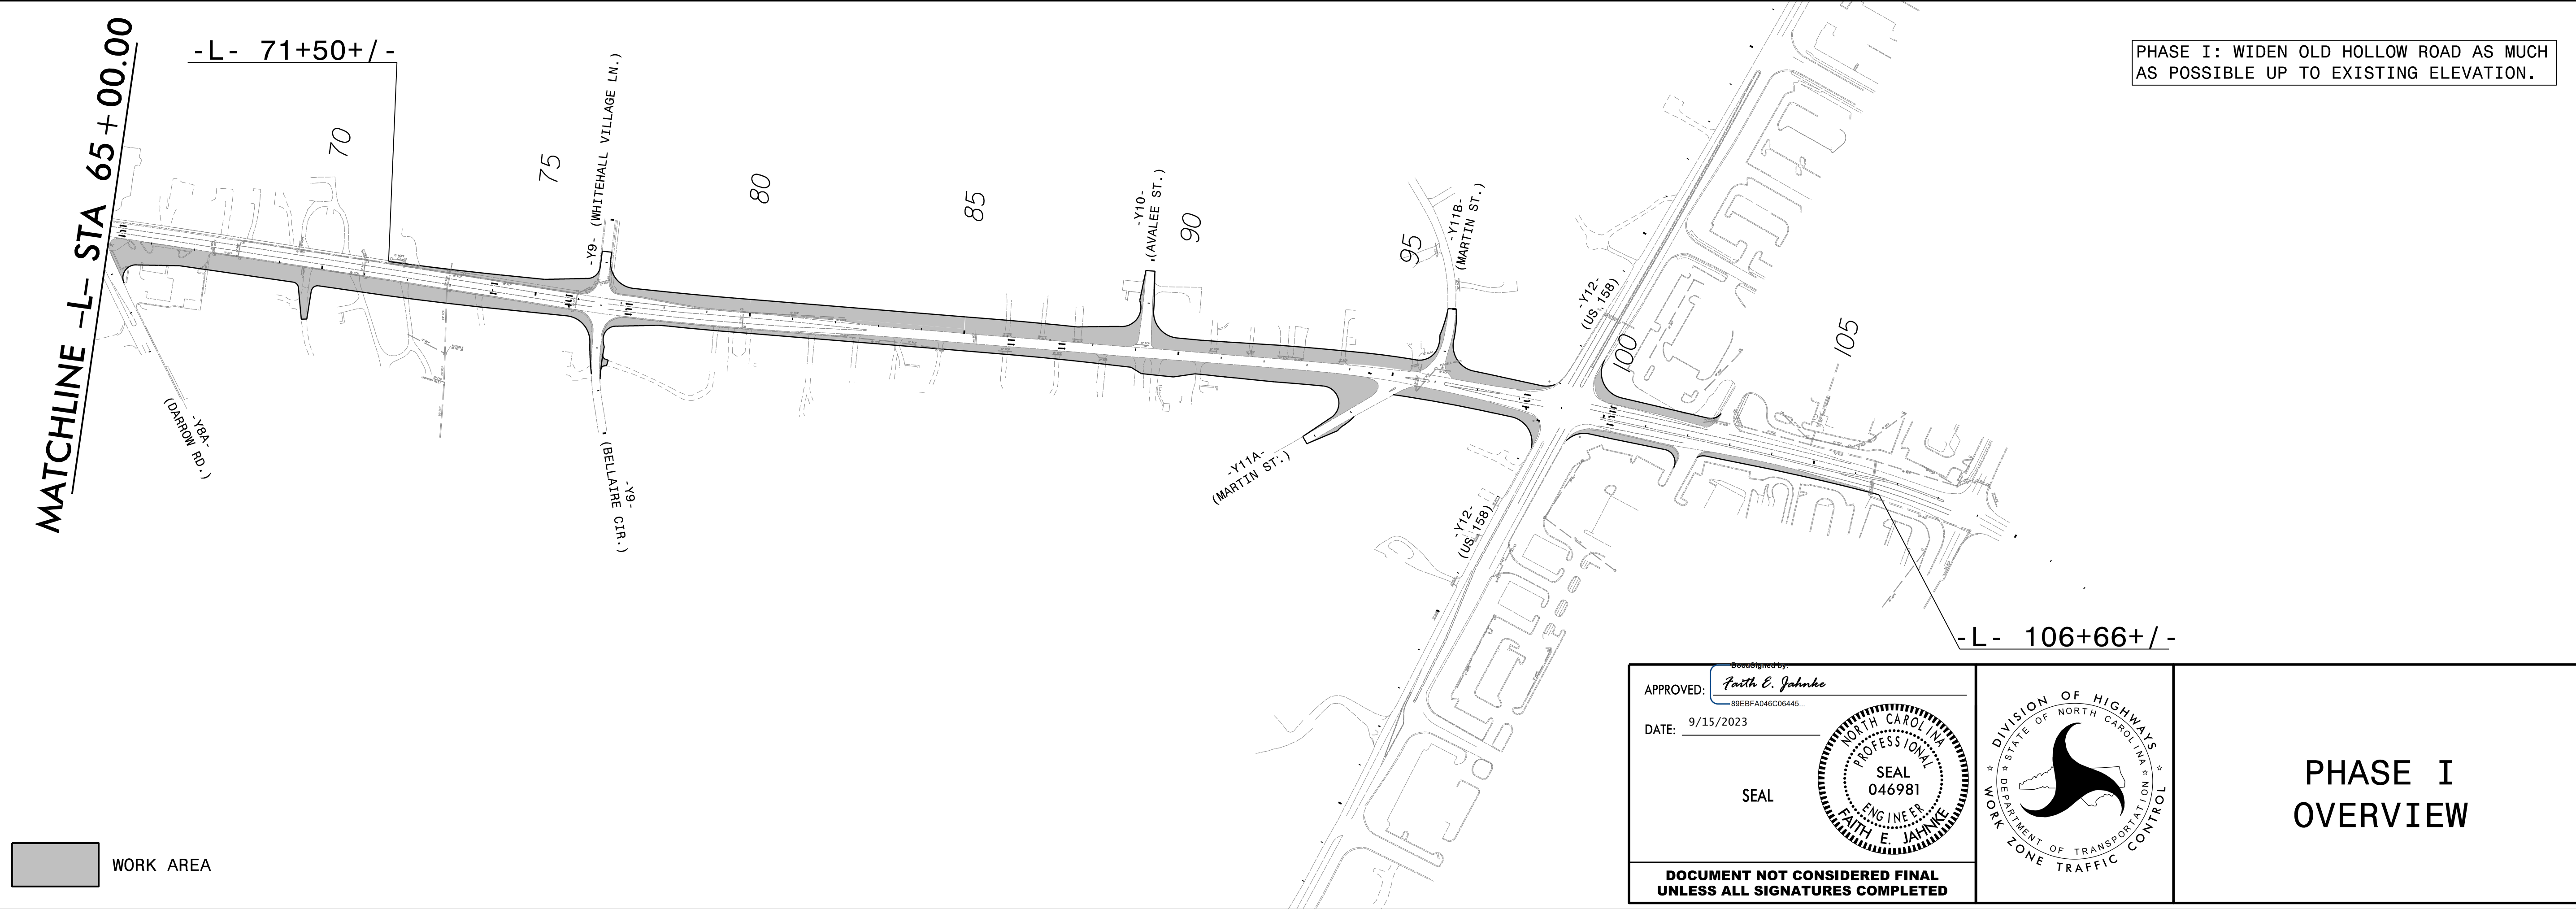 MATCHLINE -L- STA 65+00.00
-L- 71+50+/-
PHASE I: WIDEN OLD HOLLOW ROAD AS MUCH
AS POSSIBLE UP TO EXISTING ELEVATION.
70
75
80
85
90
95
100
105
-Y8A-
(DARROW RD.)
-Y9- (WHITEHALL VILLAGE LN.)
-Y9-
(BELLAIRE CIR.)
-Y10-
(AVALEE ST.)
-Y11B-
(MARTIN ST.)
-Y11A-
(MARTIN ST.)
-Y12-
(US 158)
-Y12-
(US 158)
-L- 106+66+/-
WORK AREA
APPROVED:
DocuSigned by:
Faith E. Jahnke
89EBFA046C06445...
DATE: 9/15/2023
SEAL
NORTH CAROLINA
PROFESSIONAL
SEAL
046981
ENGINEER
FAITH E. JAHNKE
DOCUMENT NOT CONSIDERED FINAL
UNLESS ALL SIGNATURES COMPLETED
DIVISION OF HIGHWAYS
STATE OF NORTH CAROLINA
DEPARTMENT OF TRANSPORTATION
WORK ZONE TRAFFIC CONTROL
PHASE I
OVERVIEW